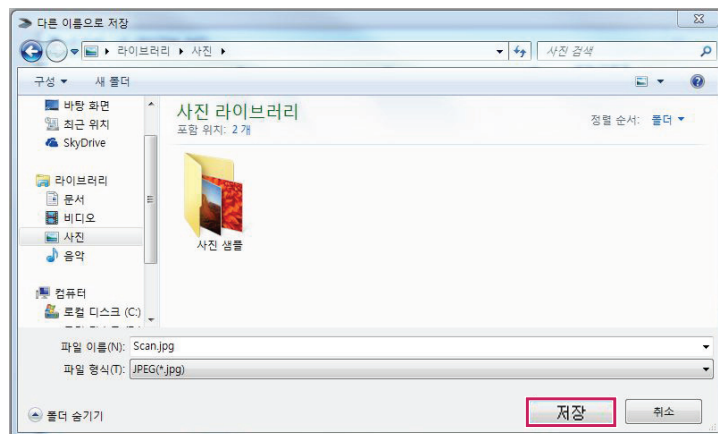 다른 이름으로 저장
라이브러리 ▸ 사진 ▸
사진 검색
구성 ▼ 새 폴더
바탕 화면
최근 위치
SkyDrive
라이브러리
문서
비디오
사진
음악
컴퓨터
로컬 디스크 (C:)
사진 라이브러리
포함 위치: 2개
정렬 순서: 폴더 ▼
사진 샘플
파일 이름(N): Scan.jpg
파일 형식(T): JPEG(*.jpg)
폴더 숨기기
저장
취소